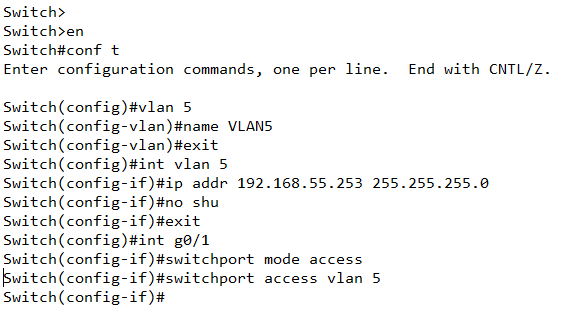 Switch>
Switch>en
Switch#conf t
Enter configuration commands, one per line.  End with CNTL/Z.

Switch(config)#vlan 5
Switch(config-vlan)#name VLAN5
Switch(config-vlan)#exit
Switch(config)#int vlan 5
Switch(config-if)#ip addr 192.168.55.253 255.255.255.0
Switch(config-if)#no shu
Switch(config-if)#exit
Switch(config)#int g0/1
Switch(config-if)#switchport mode access
Switch(config-if)#switchport access vlan 5
Switch(config-if)#